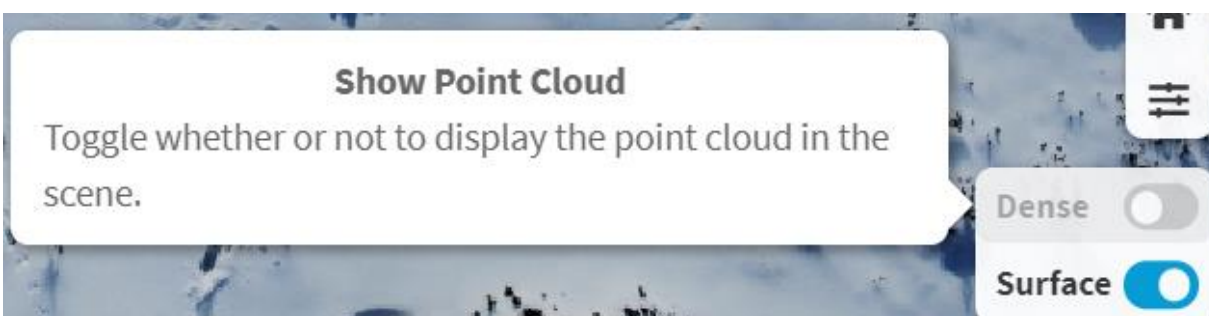 Show Point Cloud
Toggle whether or not to display the point cloud in the
scene.
Dense
Surface